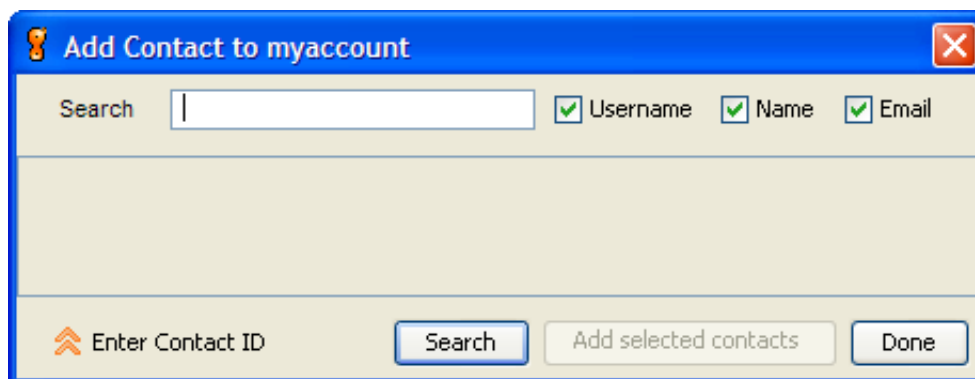 Add Contact to myaccount
Search Username Name Email
Enter Contact ID Search Add selected contacts Done